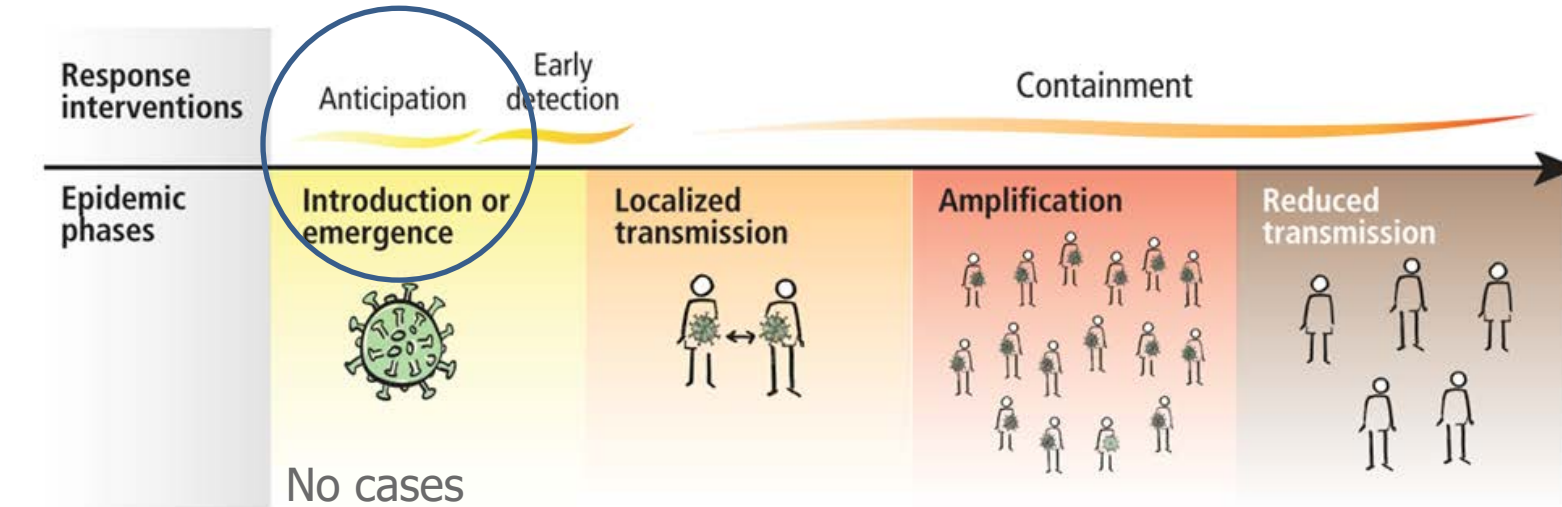 Response
interventions
Anticipation
Early
detection
Containment
Epidemic
phases
Introduction or
emergence
Localized
transmission
Amplification
Reduced
transmission
No cases